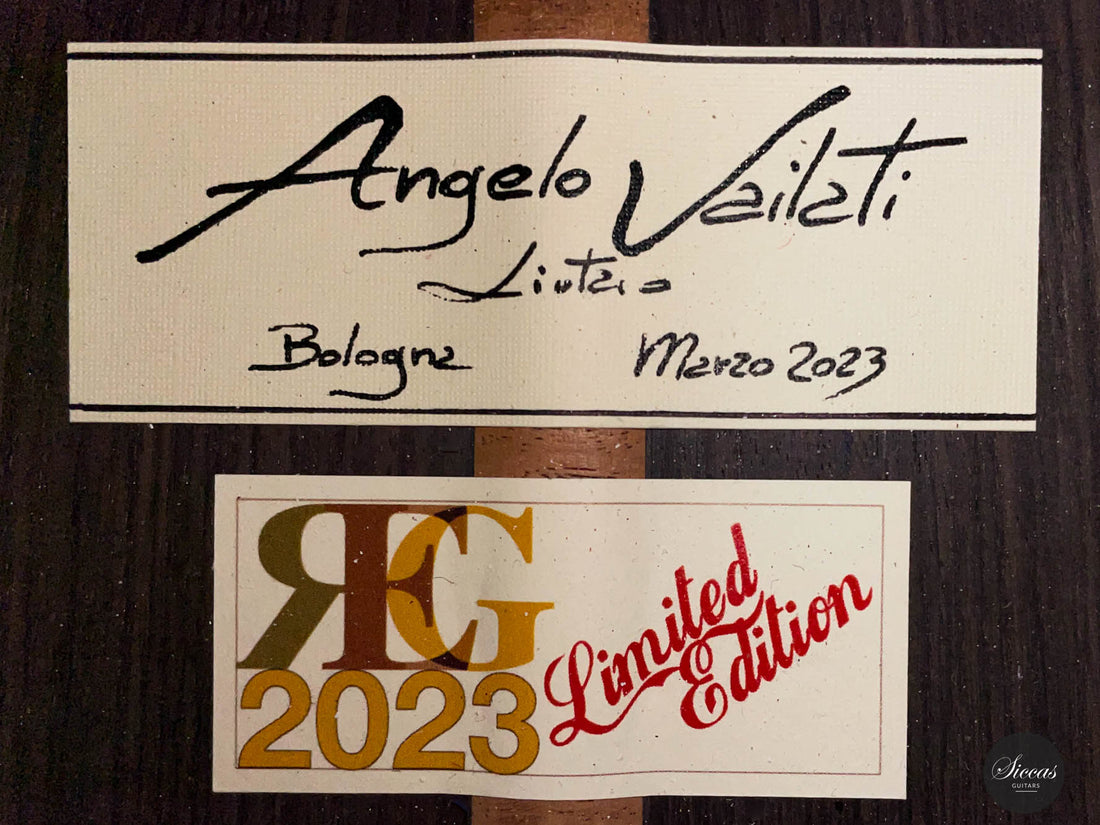 Angelo Vailati
Liutaio
Bologna Marzo 2023
REG
2023
Limited
Edition
Siccas
GUITARS